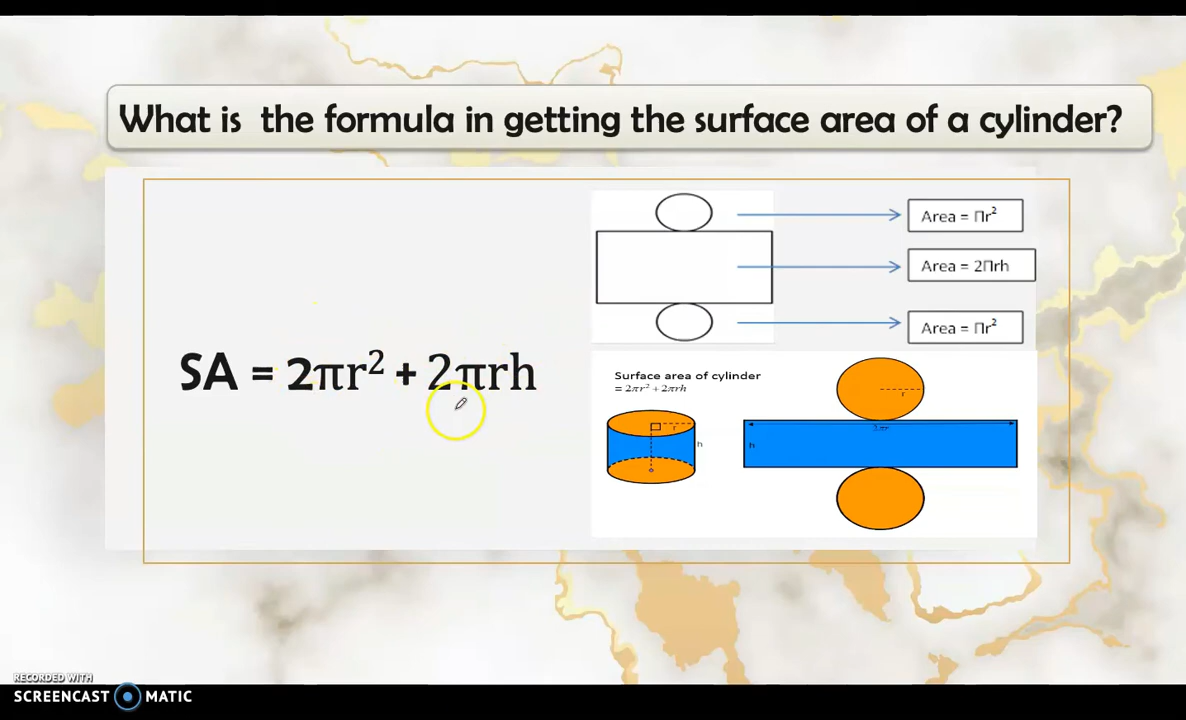 What is the formula in getting the surface area of a cylinder?
Area = Πr²
Area = 2Πrh
Area = Πr²
SA = 2πr² + 2πrh
Surface area of cylinder
= 2πr² + 2πrh
r
h
r
h
RECORDED WITH
SCREENCAST MATIC